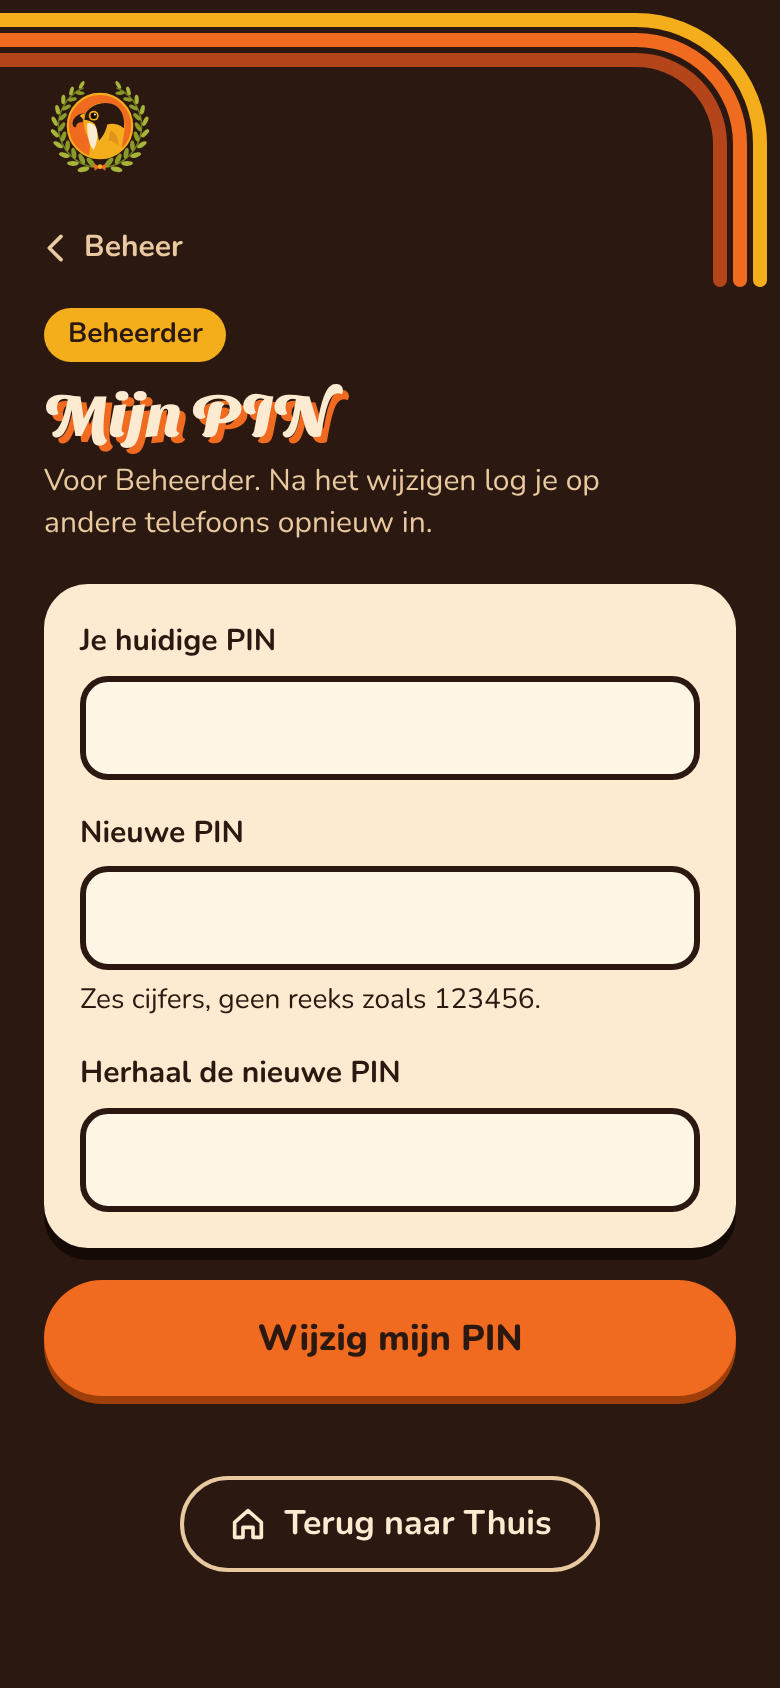 Beheer
Beheerder
Mijn PIN
Voor Beheerder. Na het wijzigen log je op
andere telefoons opnieuw in.
Je huidige PIN
Nieuwe PIN
Zes cijfers, geen reeks zoals 123456.
Herhaal de nieuwe PIN
Wijzig mijn PIN
Terug naar Thuis